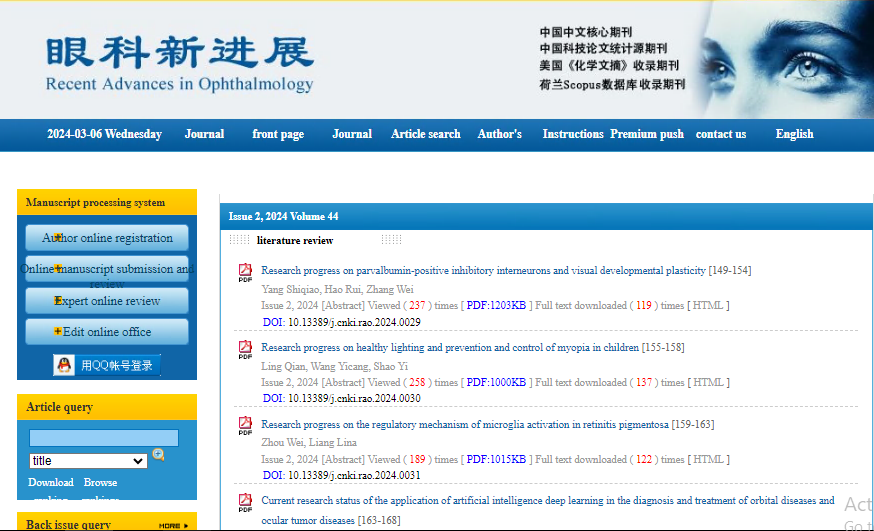 眼科新进展
Recent Advances in Ophthalmology
中国中文核心期刊
中国科技论文统计源期刊
美国《化学文摘》收录期刊
荷兰Scopus数据库收录期刊
2024-03-06 Wednesday Journal front page Journal Article search Author's Instructions Premium push contact us English
Manuscript processing system
Author online registration
Online manuscript submission and
review
Expert online review
Edit online office
用QQ帐号登录
Article query
title
Download Browse
Back issue query MORE
Issue 2, 2024 Volume 44
literature review
Research progress on parvalbumin-positive inhibitory interneurons and visual developmental plasticity [149-154]
PDF
Yang Shiqiao, Hao Rui, Zhang Wei
Issue 2, 2024 [Abstract] Viewed ( 237 ) times [ PDF:1203KB ] Full text downloaded ( 119 ) times [ HTML ]
DOI: 10.13389/j.cnki.rao.2024.0029
Research progress on healthy lighting and prevention and control of myopia in children [155-158]
PDF
Ling Qian, Wang Yicang, Shao Yi
Issue 2, 2024 [Abstract] Viewed ( 258 ) times [ PDF:1000KB ] Full text downloaded ( 137 ) times [ HTML ]
DOI: 10.13389/j.cnki.rao.2024.0030
Research progress on the regulatory mechanism of microglia activation in retinitis pigmentosa [159-163]
PDF
Zhou Wei, Liang Lina
Issue 2, 2024 [Abstract] Viewed ( 189 ) times [ PDF:1015KB ] Full text downloaded ( 122 ) times [ HTML ]
DOI: 10.13389/j.cnki.rao.2024.0031
Current research status of the application of artificial intelligence deep learning in the diagnosis and treatment of orbital diseases and
PDF
ocular tumor diseases [163-168]
Act
Go t